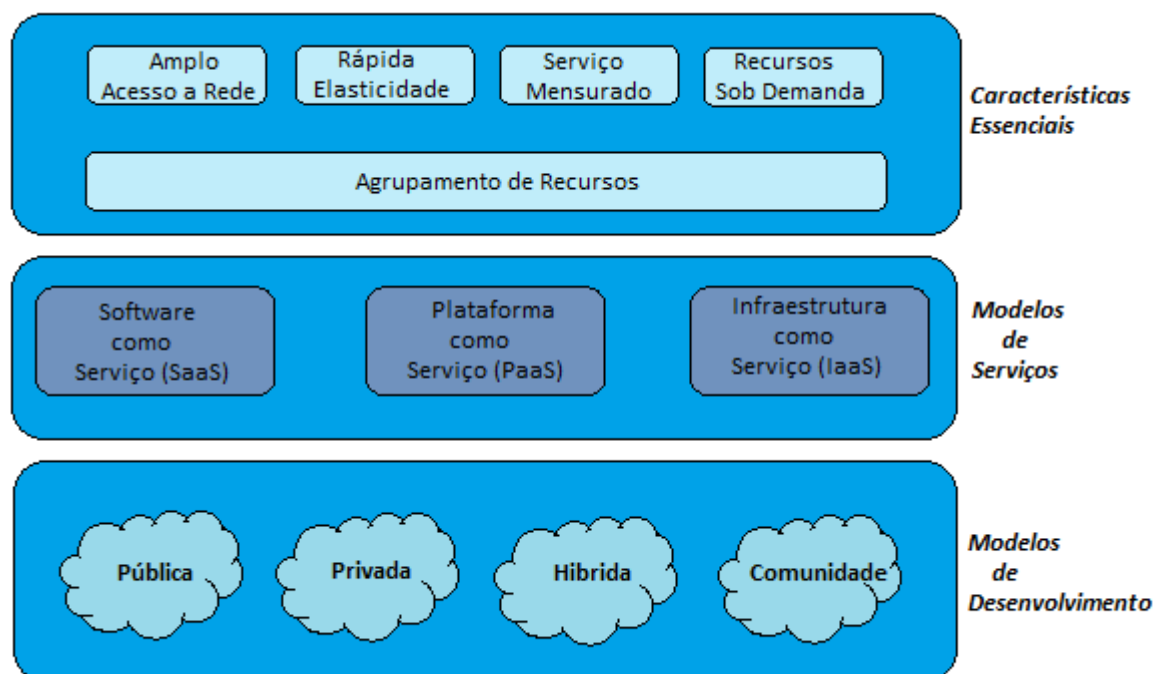 Amplo
Acesso a Rede
Rápida
Elasticidade
Serviço
Mensurado
Recursos
Sob Demanda
Agrupamento de Recursos
Características
Essenciais
Software
como
Serviço (SaaS)
Plataforma
como
Serviço (PaaS)
Infraestrutura
como
Serviço (IaaS)
Modelos
de
Serviços
Pública
Privada
Hibrida
Comunidade
Modelos
de
Desenvolvimento